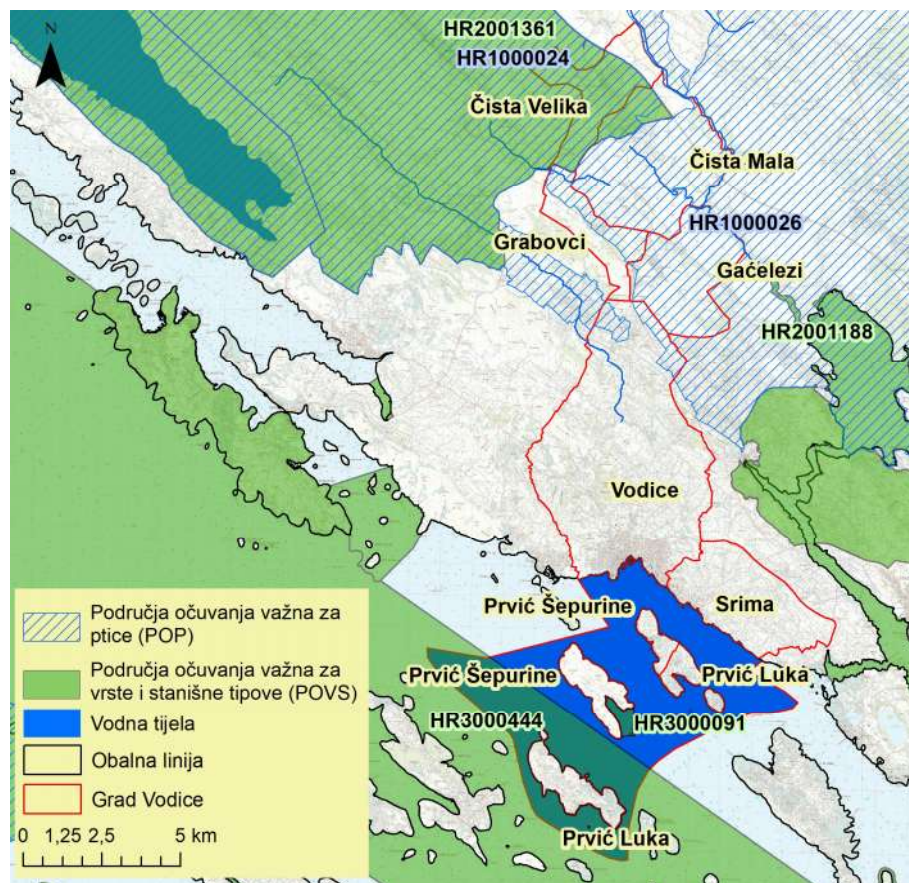 HR2001361
N
HR1000024
Čista Velika
Čista Mala
HR1000026
Grabovci
Gaćelezi
HR2001188
Vodice
Prvić Šepurine
Srima
Prvić Šepurine
Prvić Luka
HR3000444
HR3000091
Prvić Luka
Područja očuvanja važna za
ptice (POP)
Područja očuvanja važna za
vrste i stanišne tipove (POVS)
Vodna tijela
Obalna linija
Grad Vodice
0 1,25 2,5 5 km